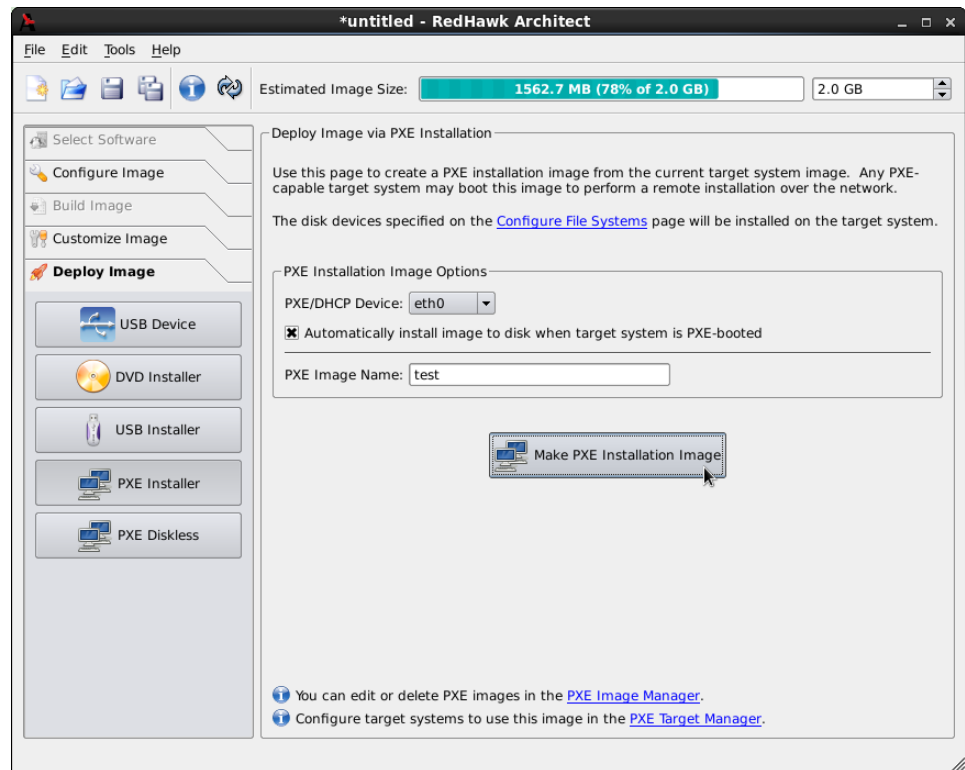 *untitled - RedHawk Architect
File Edit Tools Help
Estimated Image Size: 1562.7 MB (78% of 2.0 GB) 2.0 GB
Select Software
Configure Image
Build Image
Customize Image
Deploy Image
USB Device
DVD Installer
USB Installer
PXE Installer
PXE Diskless
Deploy Image via PXE Installation
Use this page to create a PXE installation image from the current target system image. Any PXE-
capable target system may boot this image to perform a remote installation over the network.
The disk devices specified on the Configure File Systems page will be installed on the target system.
PXE Installation Image Options
PXE/DHCP Device: eth0
Automatically install image to disk when target system is PXE-booted
PXE Image Name: test
Make PXE Installation Image
You can edit or delete PXE images in the PXE Image Manager.
Configure target systems to use this image in the PXE Target Manager.